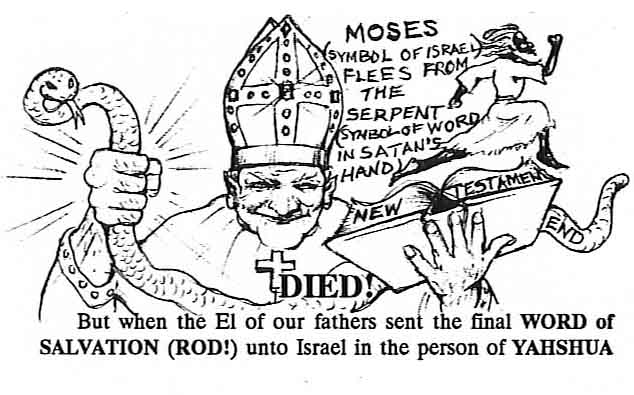 MOSES
(SYMBOL OF ISRAEL)
FLEES FROM
THE
SERPENT
(SYMBOL OF WORD
IN SATAN'S
HAND)
NEW TESTAMENT
END
DIED!
But when the El of our fathers sent the final WORD of
SALVATION (ROD!) unto Israel in the person of YAHSHUA